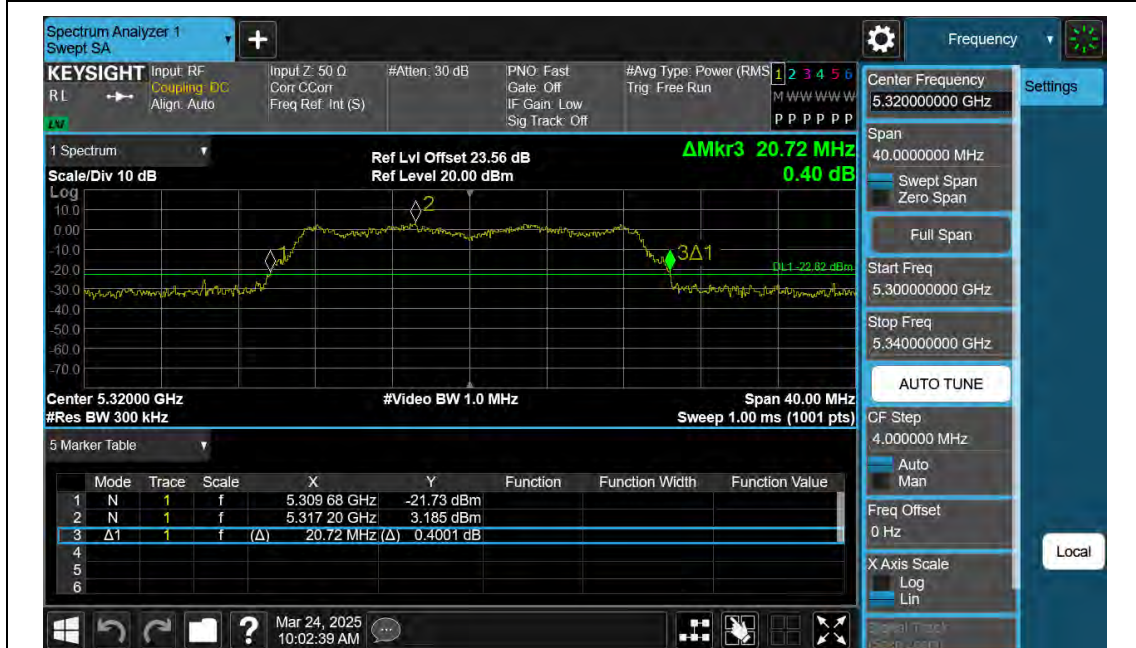 Spectrum Analyzer 1
Swept SA
+
Frequency
KEYSIGHT
Input: RF
Input Z: 50 Ω
#Atten: 30 dB
PNO: Fast
#Avg Type: Power (RMS
1 2 3 4 5 6
RL
Coupling: DC
Corr CCorr
Gate: Off
Trig: Free Run
M W W W W W
Align: Auto
Freq Ref: Int (S)
IF Gain: Low
LXI
Sig Track: Off
P P P P P P
Center Frequency
5.320000000 GHz
Settings
1 Spectrum
Ref Lvl Offset 23.56 dB
ΔMkr3 20.72 MHz
Scale/Div 10 dB
Ref Level 20.00 dBm
0.40 dB
Log
10.0
0.00
-10.0
-20.0
-30.0
-40.0
-50.0
-60.0
-70.0
1
2
3Δ1
DL1 -22.82 dBm
Center 5.32000 GHz
#Video BW 1.0 MHz
Span 40.00 MHz
#Res BW 300 kHz
Sweep 1.00 ms (1001 pts)
Span
40.0000000 MHz
Swept Span
Zero Span
Full Span
Start Freq
5.300000000 GHz
Stop Freq
5.340000000 GHz
AUTO TUNE
CF Step
4.000000 MHz
Auto
Man
Freq Offset
0 Hz
X Axis Scale
Log
Lin
Signal Track
(Span Zoom)
Local
5 Marker Table
Mode Trace Scale X Y Function Function Width Function Value
1 N 1 f 5.309 68 GHz -21.73 dBm
2 N 1 f 5.317 20 GHz 3.185 dBm
3 Δ1 1 f (Δ) 20.72 MHz (Δ) 0.4001 dB
4
5
6
?
Mar 24, 2025
10:02:39 AM